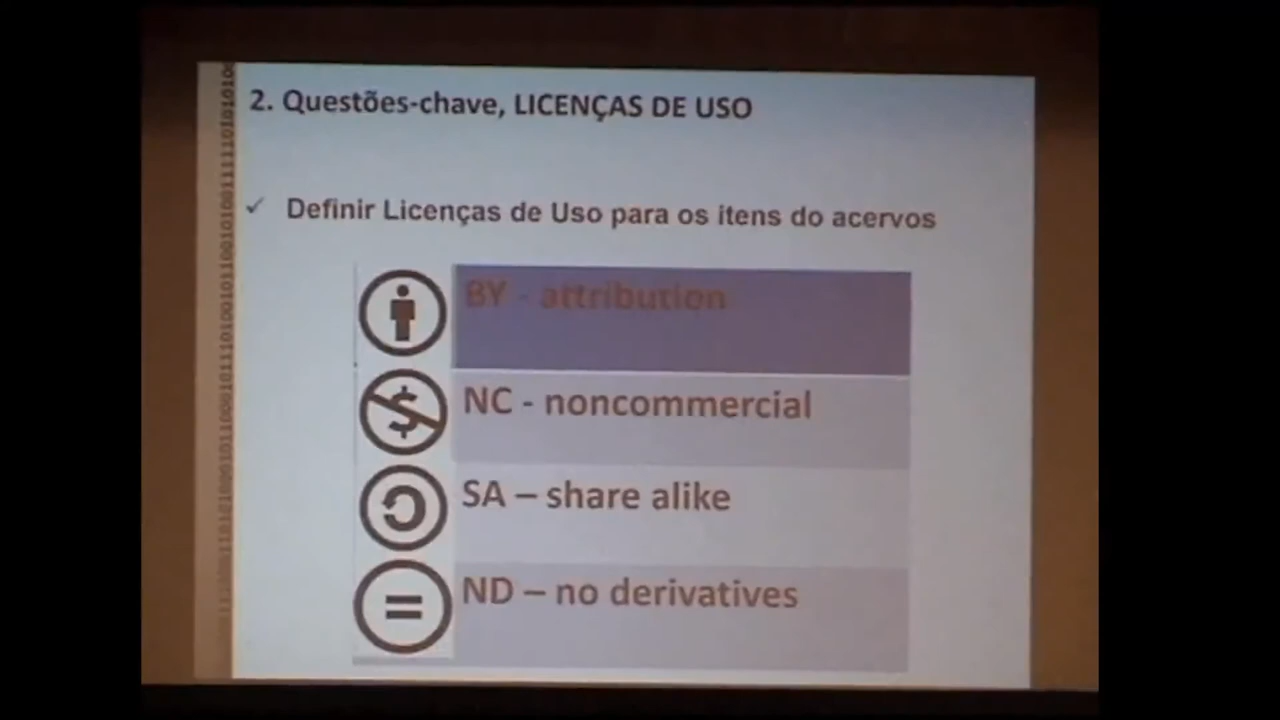 2. Questões-chave, LICENÇAS DE USO
✓ Definir Licenças de Uso para os itens do acervos
BY - attribution
NC - noncommercial
SA – share alike
ND – no derivatives